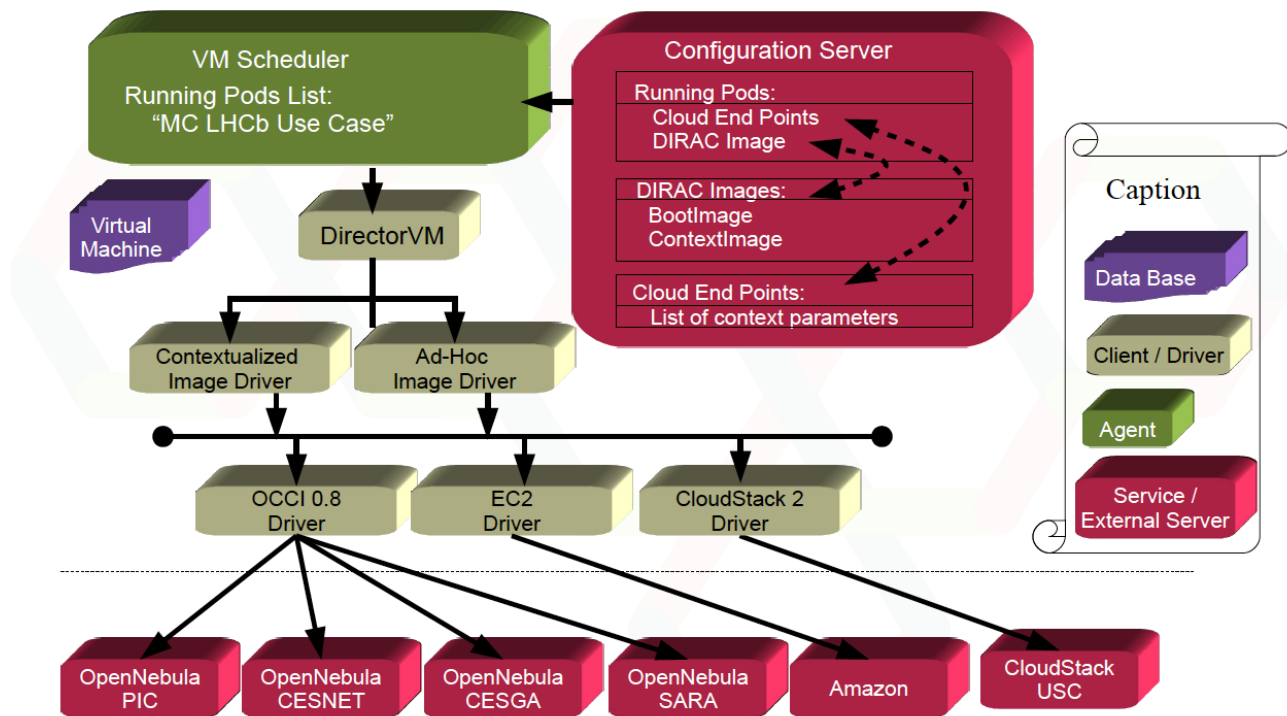 VM Scheduler
Running Pods List:
“MC LHCb Use Case”
Configuration Server
Running Pods:
Cloud End Points
DIRAC Image
DIRAC Images:
BootImage
ContextImage
Cloud End Points:
List of context parameters
Virtual
Machine
DirectorVM
Contextualized
Image Driver
Ad-Hoc
Image Driver
OCCI 0.8
Driver
EC2
Driver
CloudStack 2
Driver
OpenNebula
PIC
OpenNebula
CESNET
OpenNebula
CESGA
OpenNebula
SARA
Amazon
CloudStack
USC
Caption
Data Base
Client / Driver
Agent
Service /
External Server